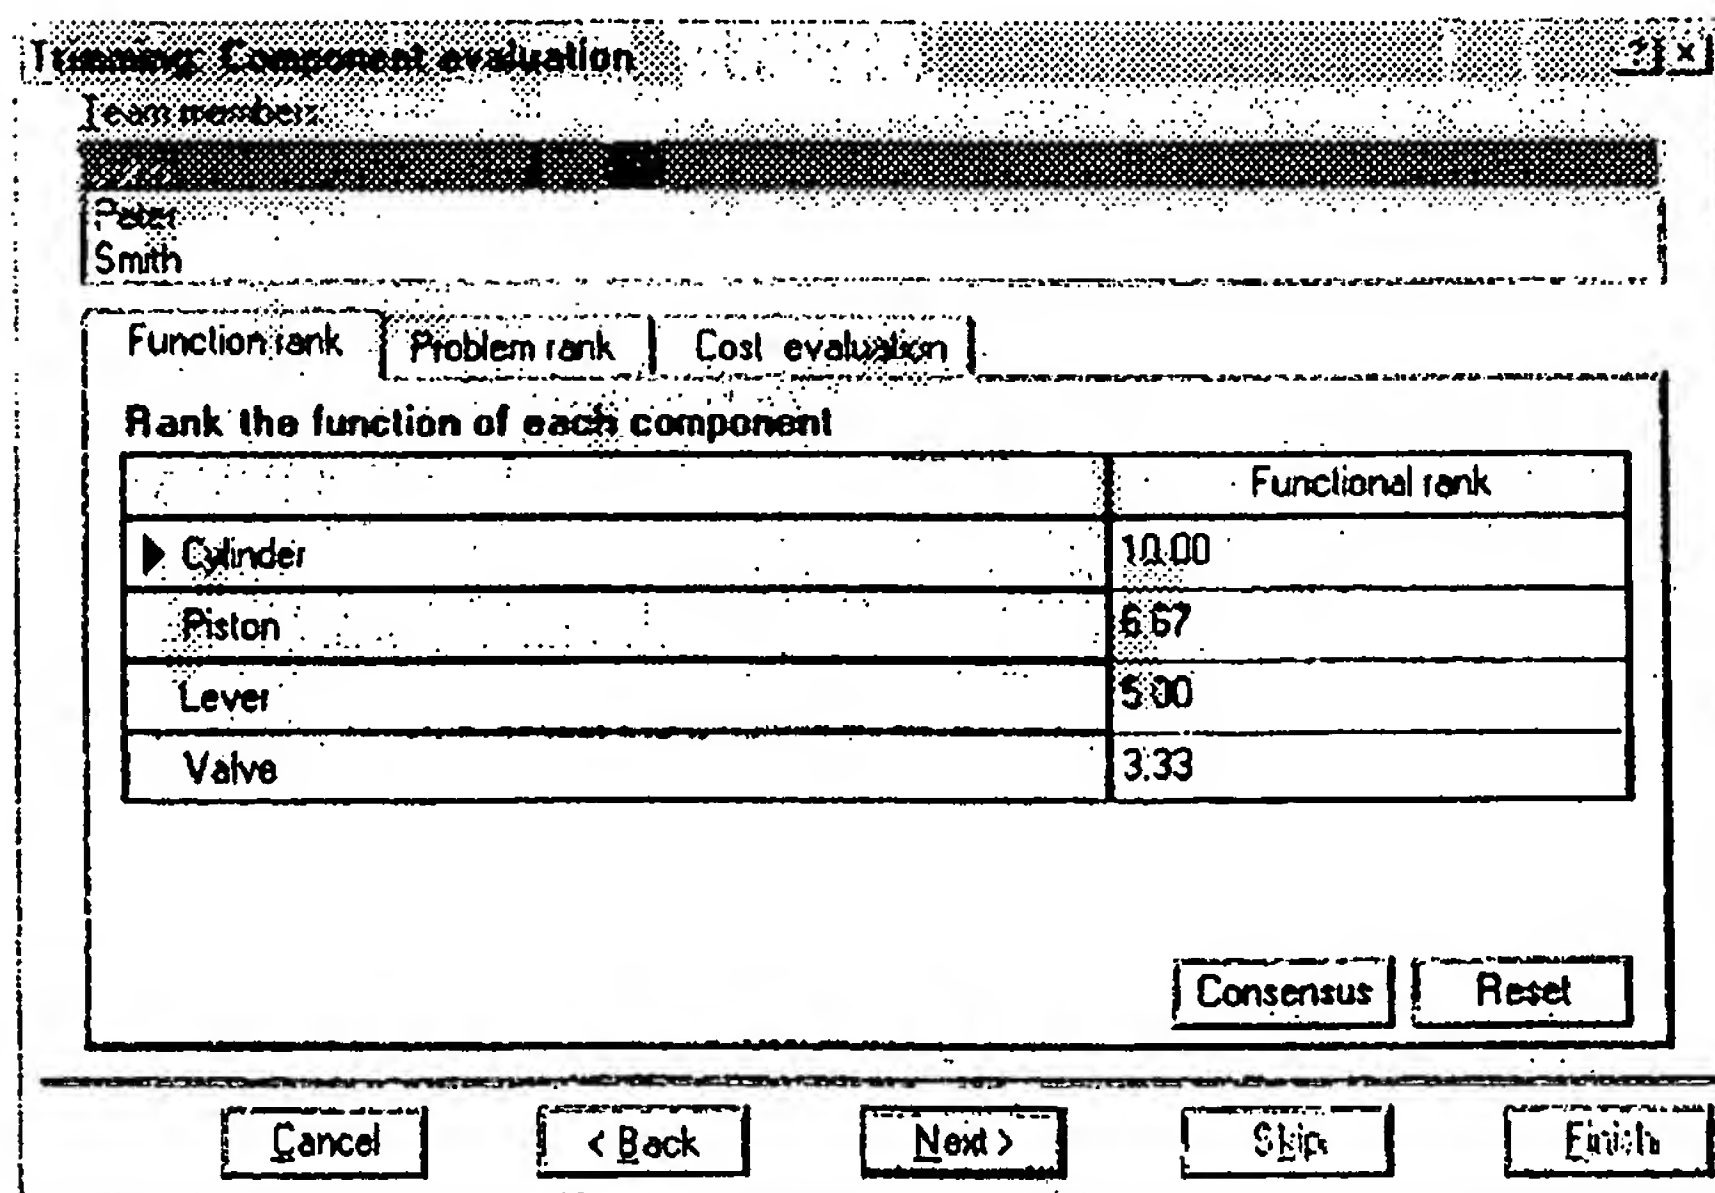 Trimming: Component evaluation ? x
Team members:
Peter
Smith
Function rank Problem rank Cost evaluation
Rank the function of each component
Functional rank
Cylinder 10.00
Piston 6.67
Lever 5.00
Valve 3.33
Consensus Reset
Cancel < Back Next > Skip Finish